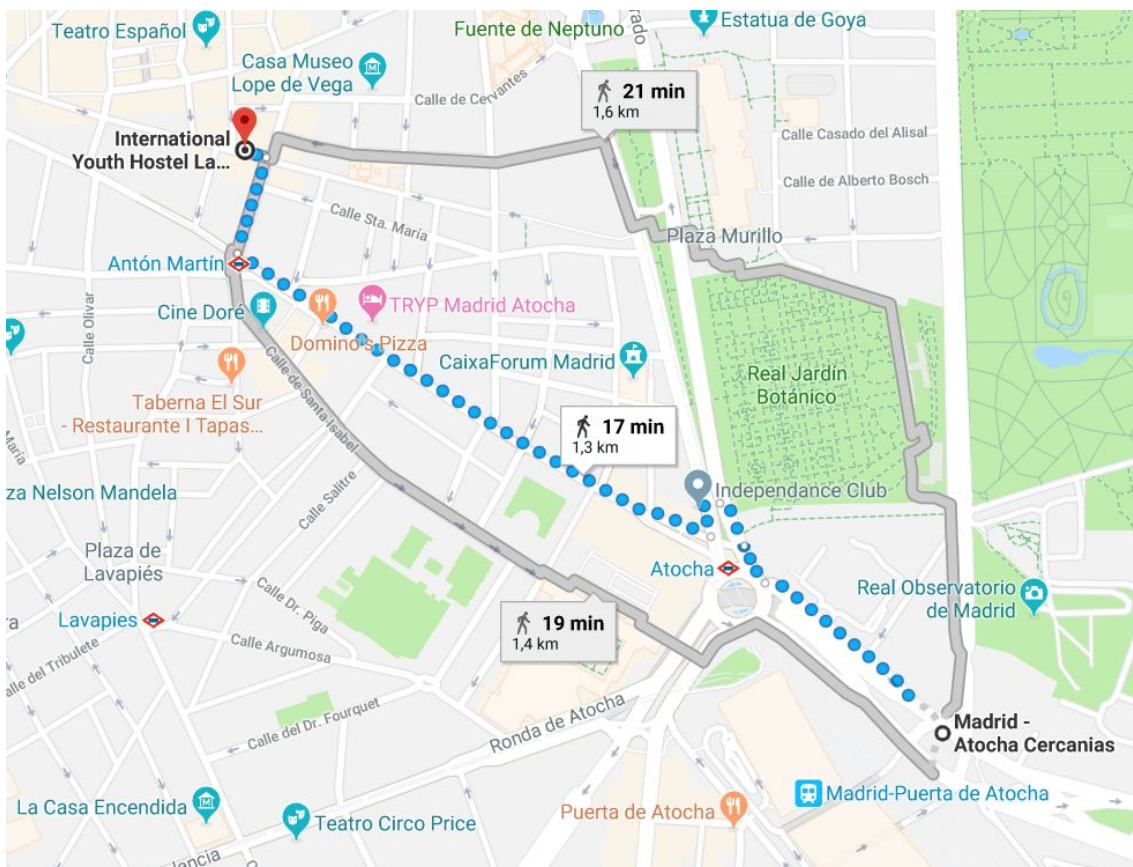 Teatro Español
Fuente de Neptuno
rado
Estatua de Goya
Casa Museo
Lope de Vega
Calle de Cervantes
21 min
1,6 km
Calle Casado del Alisal
International
Youth Hostel La...
Calle de Alberto Bosch
Calle Sta. María
Plaza Murillo
Antón Martín
Cine Doré
TRYP Madrid Atocha
Calle Olivar
Domino's Pizza
CaixaForum Madrid
Real Jardín
Botánico
Taberna El Sur
- Restaurante I Tapas...
Calle de Santa Isabel
17 min
1,3 km
María
za Nelson Mandela
Calle Salitre
Independance Club
Plaza de
Lavapiés
Atocha
Real Observatorio
de Madrid
Lavapies
Calle Dr. Piga
19 min
1,4 km
ra
Calle del Tribulete
Calle Argumosa
Calle del Dr. Fourquet
Ronda de Atocha
Madrid -
Atocha Cercanias
La Casa Encendida
Teatro Circo Price
Puerta de Atocha
Madrid-Puerta de Atocha
lencia